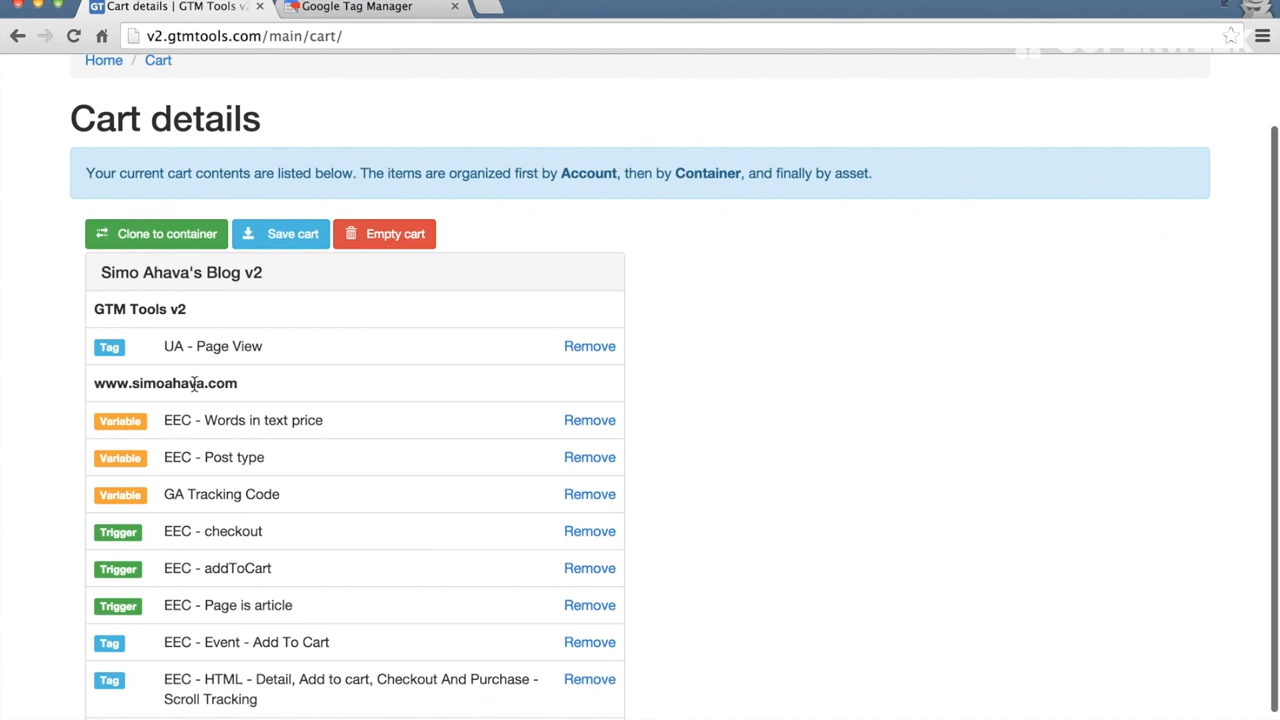 Cart details | GTM Tools v2
Google Tag Manager
v2.gtmtools.com/main/cart/
Home / Cart
Cart details
Your current cart contents are listed below. The items are organized first by Account, then by Container, and finally by asset.
Clone to container Save cart Empty cart
Simo Ahava's Blog v2
GTM Tools v2
Tag UA - Page View Remove
www.simoahava.com
Variable EEC - Words in text price Remove
Variable EEC - Post type Remove
Variable GA Tracking Code Remove
Trigger EEC - checkout Remove
Trigger EEC - addToCart Remove
Trigger EEC - Page is article Remove
Tag EEC - Event - Add To Cart Remove
Tag EEC - HTML - Detail, Add to cart, Checkout And Purchase - Remove
Scroll Tracking